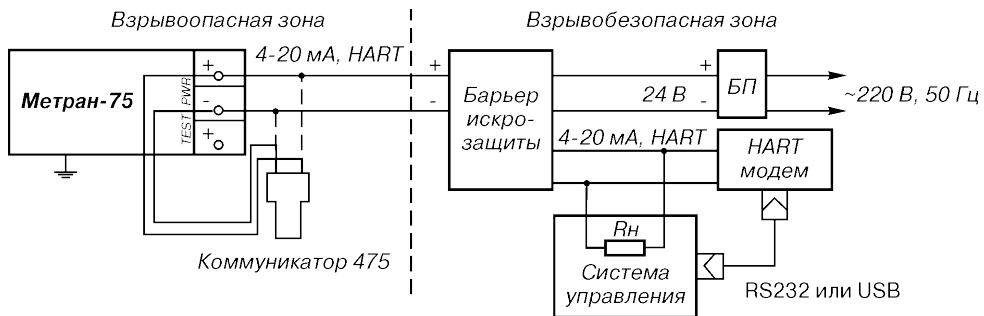 Взрывоопасная зона
Взрывобезопасная зона
4-20 мА, HART
Метран-75
+
PWR
-
TEST
+
+
-
Барьер
искро-
защиты
+
24 В
-
БП
~220 В, 50 Гц
4-20 мА, HART
HART
модем
Rн
Система
управления
Коммуникатор 475
RS232 или USB